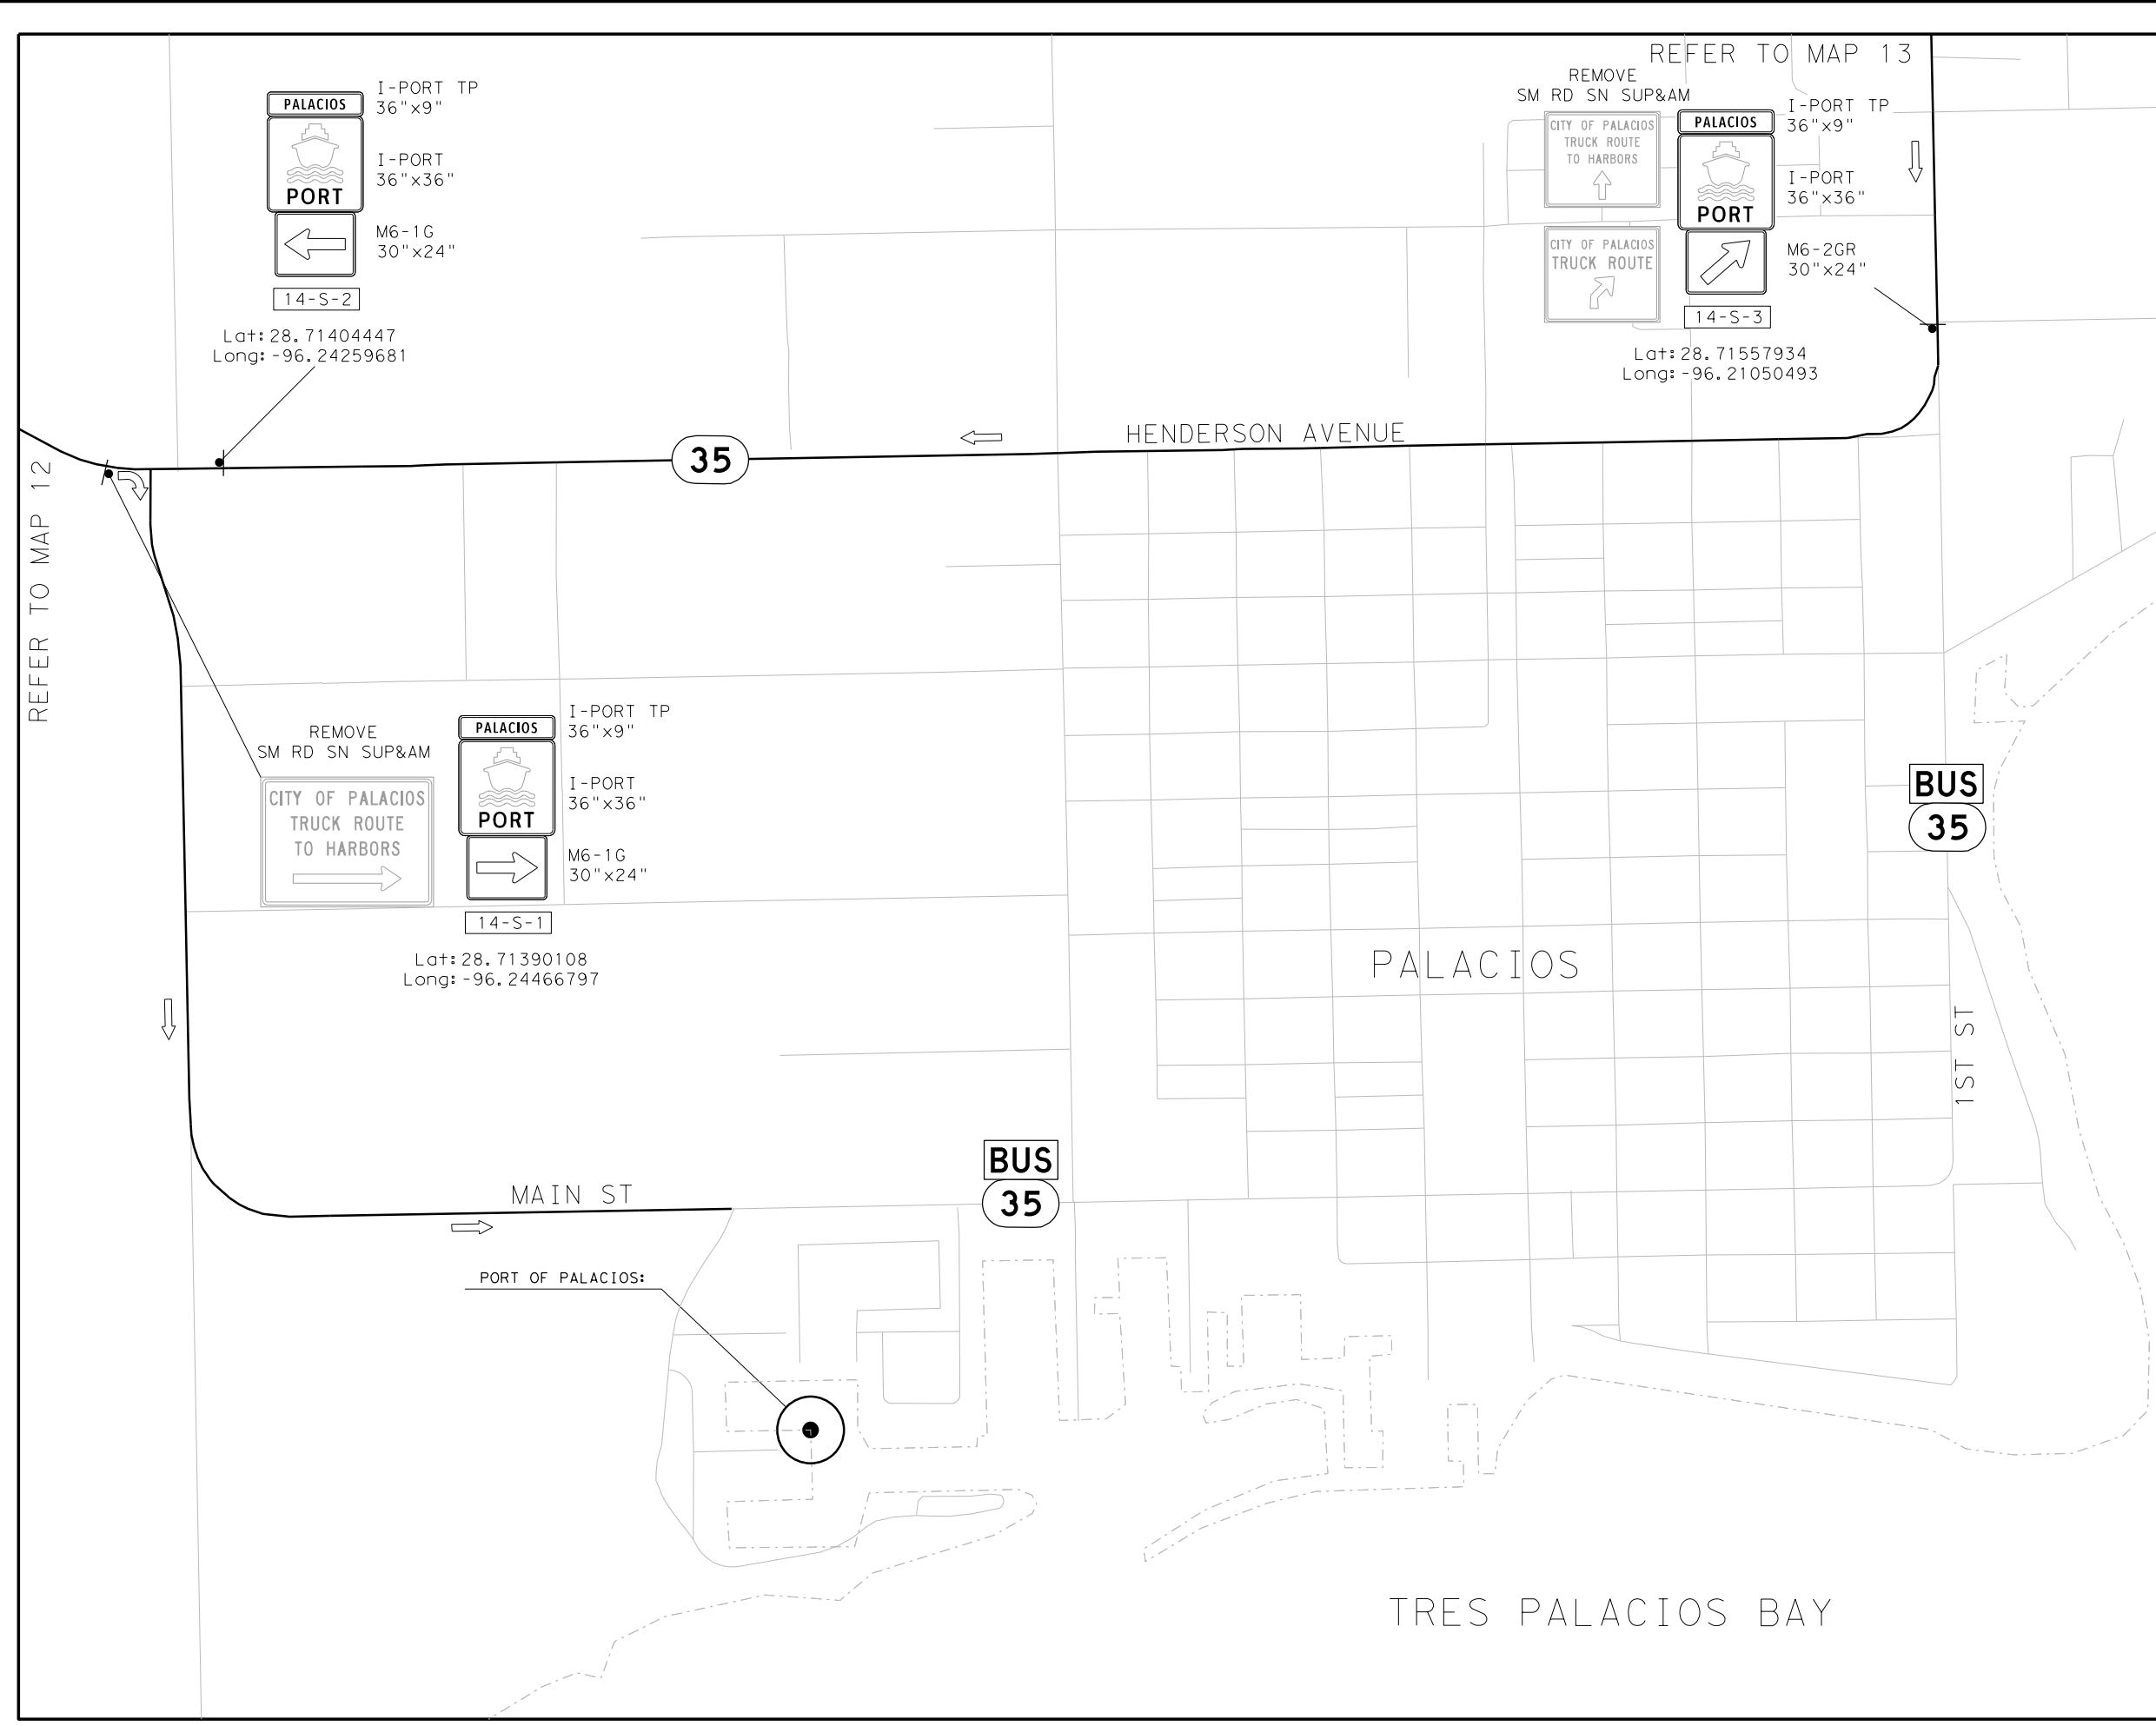 REFER TO MAP 13
PALACIOS
PORT
I-PORT TP
36"x9"
I-PORT
36"x36"
M6-1G
30"x24"
14-S-2
Lat:28.71404447
Long:-96.24259681
REMOVE
SM RD SN SUP&AM
CITY OF PALACIOS
TRUCK ROUTE
TO HARBORS
CITY OF PALACIOS
TRUCK ROUTE
PALACIOS
PORT
I-PORT TP
36"x9"
I-PORT
36"x36"
M6-2GR
30"x24"
14-S-3
Lat:28.71557934
Long:-96.21050493
HENDERSON AVENUE
35
REFER TO MAP 12
REMOVE
SM RD SN SUP&AM
CITY OF PALACIOS
TRUCK ROUTE
TO HARBORS
PALACIOS
PORT
I-PORT TP
36"x9"
I-PORT
36"x36"
M6-1G
30"x24"
14-S-1
Lat:28.71390108
Long:-96.24466797
BUS
35
PALACIOS
1ST ST
BUS
35
MAIN ST
PORT OF PALACIOS:
TRES PALACIOS BAY